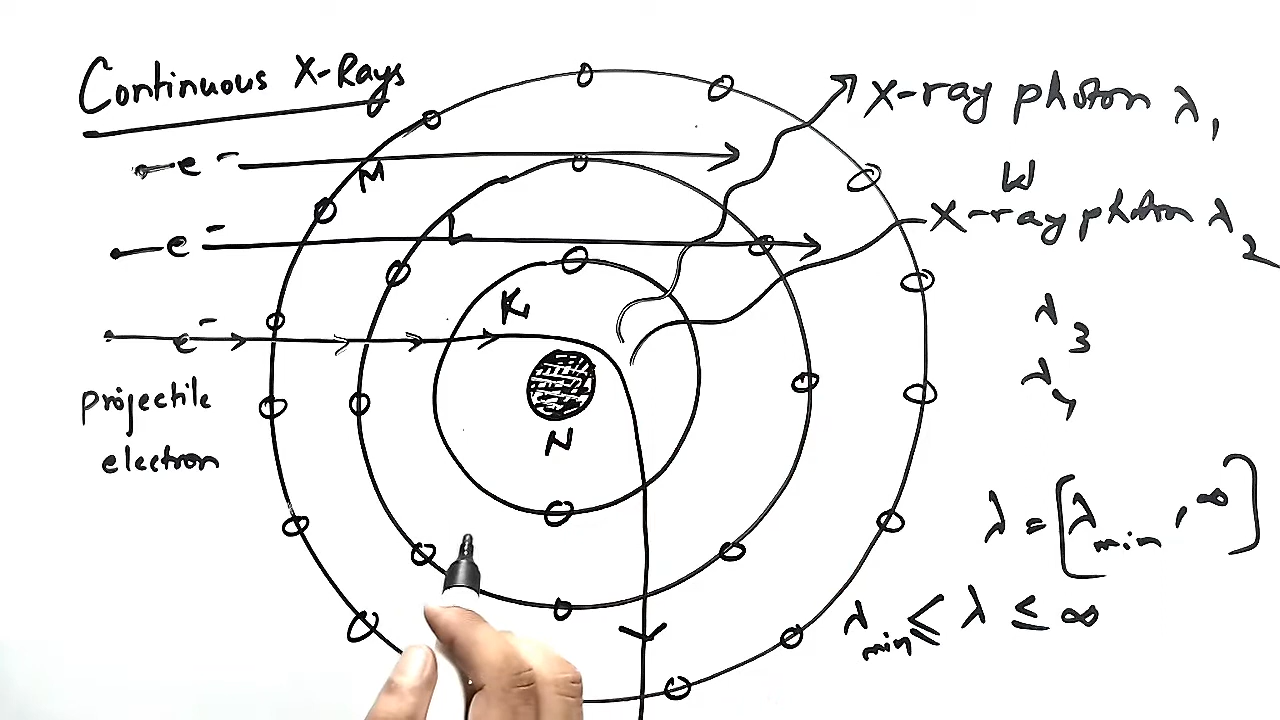 Continuous X-Rays
e⁻
e⁻
e⁻
projectile
electron
M
L
K
N
X-ray photon λ₁
W
X-ray photon λ₂
λ₃
λ₄
λ = [λmin , ∞]
λmin ≤ λ ≤ ∞